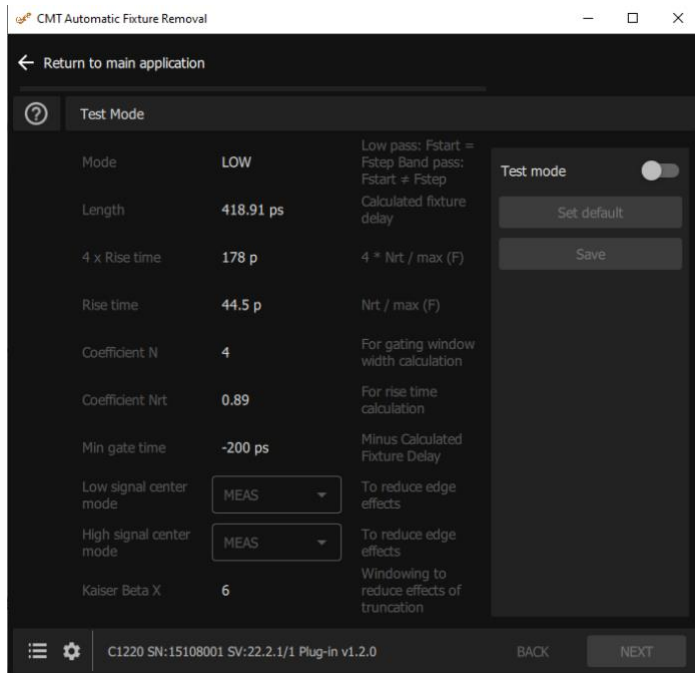 CMT Automatic Fixture Removal
Return to main application
Test Mode
Mode LOW Low pass: Fstart =
Fstep Band pass:
Fstart ≠ Fstep
Length 418.91 ps Calculated fixture
delay
4 x Rise time 178 p 4 * Nrt / max (F)
Rise time 44.5 p Nrt / max (F)
Coefficient N 4 For gating window
width calculation
Coefficient Nrt 0.89 For rise time
calculation
Min gate time -200 ps Minus Calculated
Fixture Delay
Low signal center
mode MEAS To reduce edge
effects
High signal center
mode MEAS To reduce edge
effects
Kaiser Beta X 6 Windowing to
reduce effects of
truncation
Test mode
Set default
Save
C1220 SN:15108001 SV:22.2.1/1 Plug-in v1.2.0
BACK NEXT